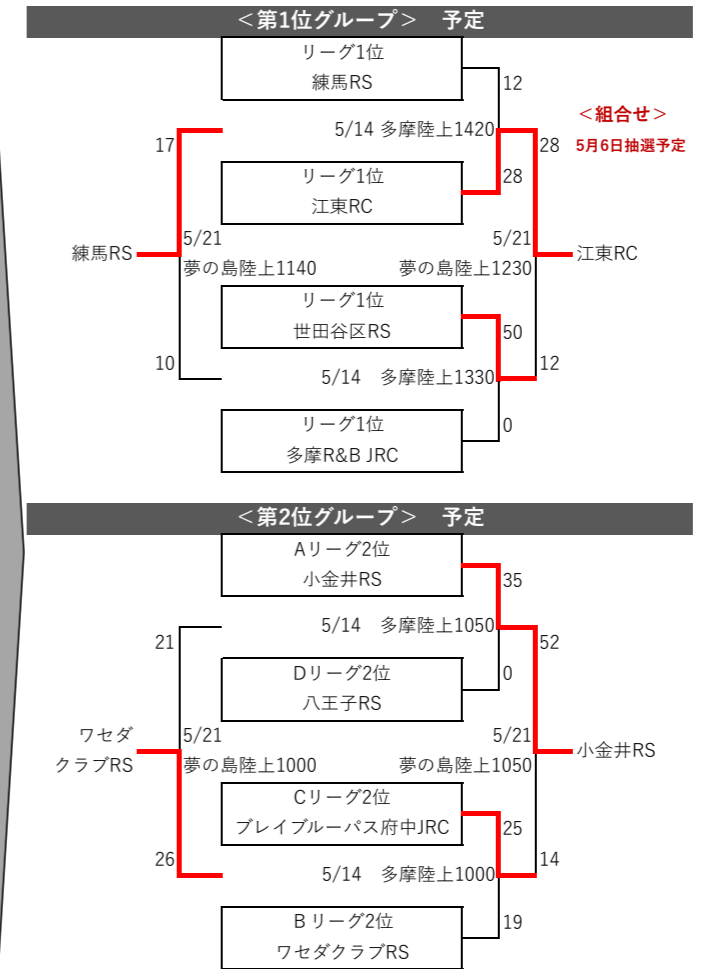 ＜第1位グループ＞　予定
リーグ1位
練馬RS
12
＜組合せ＞
5月6日抽選予定
17
5/14 多摩陸上1420
28
リーグ1位
江東RC
28
練馬RS
5/21
夢の島陸上1140
5/21
夢の島陸上1230
江東RC
リーグ1位
世田谷区RS
50
10
5/14　多摩陸上1330
12
リーグ1位
多摩R&B JRC
0
＜第2位グループ＞　予定
Aリーグ2位
小金井RS
35
21
5/14　多摩陸上1050
52
Dリーグ2位
八王子RS
0
ワセダ
クラブRS
5/21
夢の島陸上1000
5/21
夢の島陸上1050
小金井RS
Cリーグ2位
ブレイブルーパス府中JRC
25
26
5/14　多摩陸上1000
14
Bリーグ2位
ワセダクラブRS
19